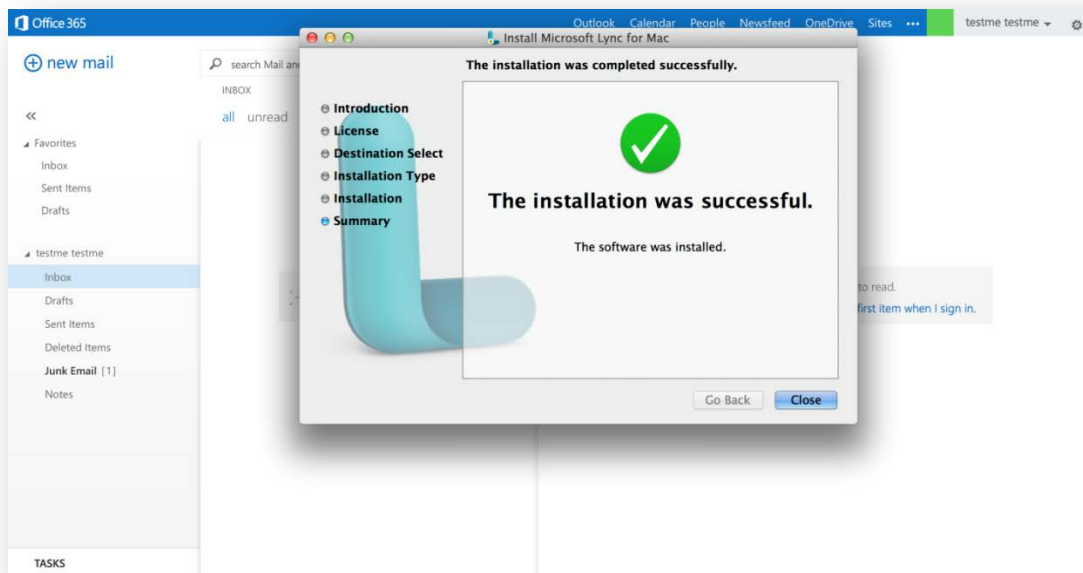 Office 365
Outlook Calendar People Newsfeed OneDrive Sites ••• testme testme
new mail
search Mail an
INBOX
all unread
Favorites
Inbox
Sent Items
Drafts
testme testme
Inbox
Drafts
Sent Items
Deleted Items
Junk Email [1]
Notes
TASKS
Install Microsoft Lync for Mac
The installation was completed successfully.
Introduction
License
Destination Select
Installation Type
Installation
Summary
The installation was successful.
The software was installed.
Go Back Close
to read.
first item when I sign in.